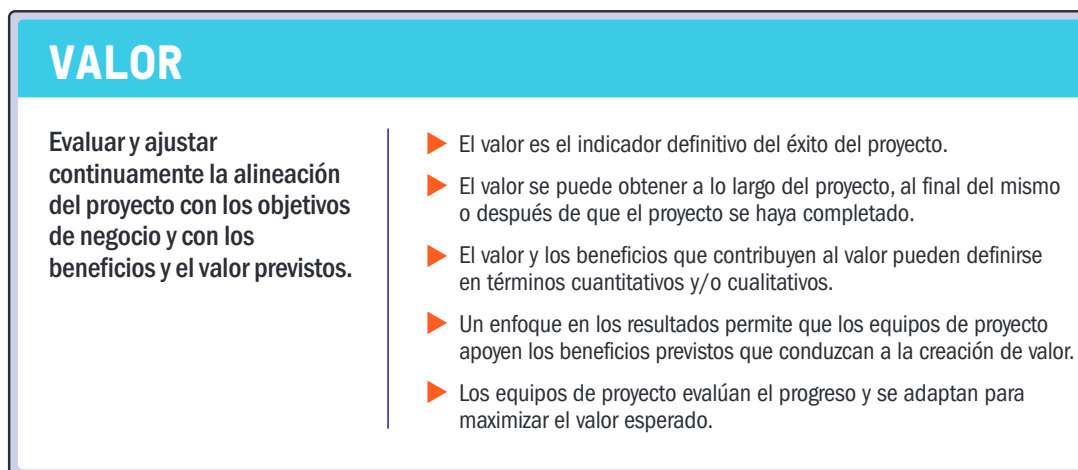 VALOR
Evaluar y ajustar
continuamente la alineación
del proyecto con los objetivos
de negocio y con los
beneficios y el valor previstos.
El valor es el indicador definitivo del éxito del proyecto.
El valor se puede obtener a lo largo del proyecto, al final del mismo
o después de que el proyecto se haya completado.
El valor y los beneficios que contribuyen al valor pueden definirse
en términos cuantitativos y/o cualitativos.
Un enfoque en los resultados permite que los equipos de proyecto
apoyen los beneficios previstos que conduzcan a la creación de valor.
Los equipos de proyecto evalúan el progreso y se adaptan para
maximizar el valor esperado.